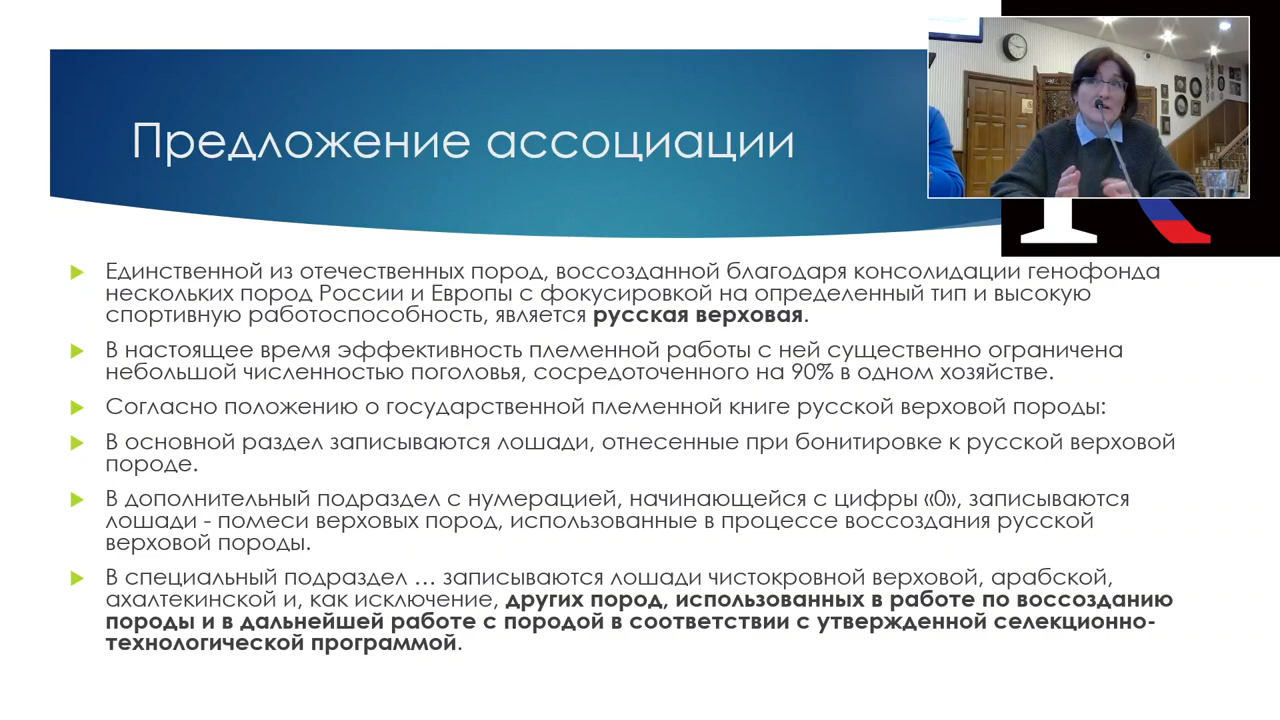 Предложение ассоциации
Единственной из отечественных пород, воссозданной благодаря консолидации генофонда
нескольких пород России и Европы с фокусировкой на определенный тип и высокую
спортивную работоспособность, является русская верховая.
В настоящее время эффективность племенной работы с ней существенно ограничена
небольшой численностью поголовья, сосредоточенного на 90% в одном хозяйстве.
Согласно положению о государственной племенной книге русской верховой породы:
В основной раздел записываются лошади, отнесенные при бонитировке к русской верховой
породе.
В дополнительный подраздел с нумерацией, начинающейся с цифры «0», записываются
лошади - помеси верховых пород, использованные в процессе воссоздания русской
верховой породы.
В специальный подраздел … записываются лошади чистокровной верховой, арабской,
ахалтекинской и, как исключение, других пород, использованных в работе по воссозданию
породы и в дальнейшей работе с породой в соответствии с утвержденной селекционно-
технологической программой.